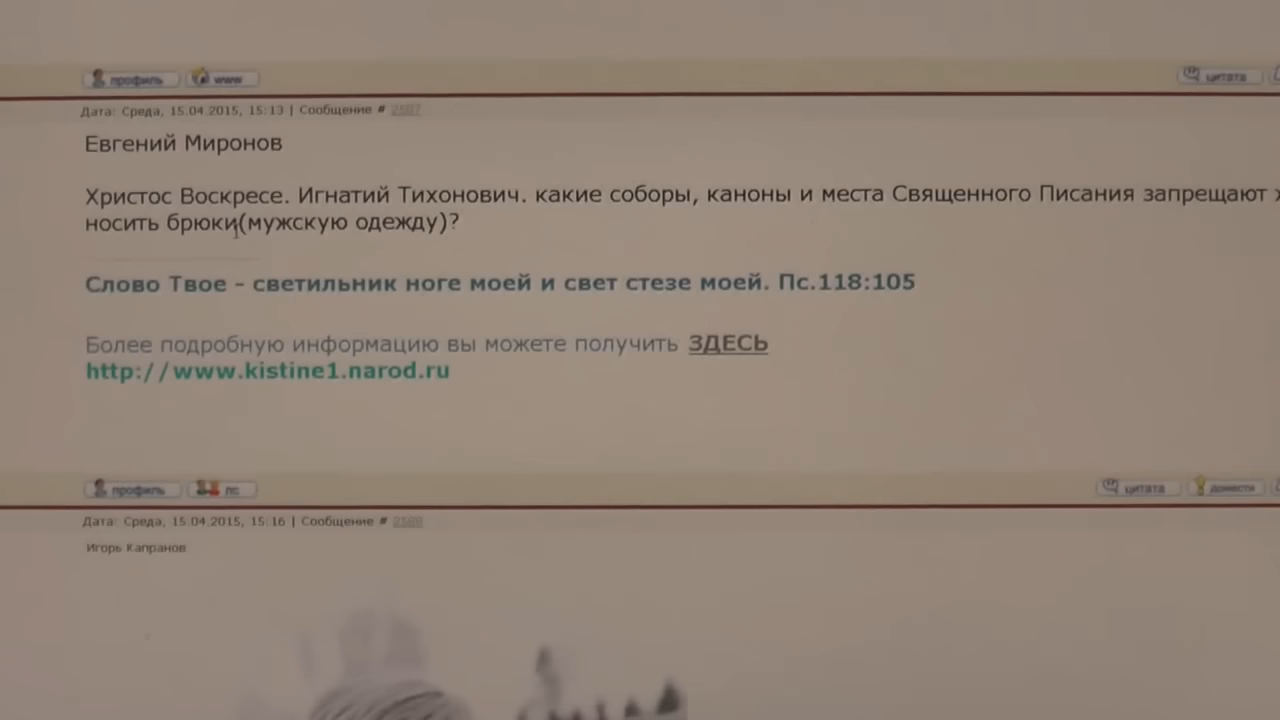 профиль www цитата
Дата: Среда, 15.04.2015, 15:13 | Сообщение # 2587
Евгений Миронов
Христос Воскресе. Игнатий Тихонович. какие соборы, каноны и места Священного Писания запрещают
носить брюки(мужскую одежду)?
Слово Твое - светильник ноге моей и свет стезе моей. Пс.118:105
Более подробную информацию вы можете получить ЗДЕСЬ
http://www.kistine1.narod.ru
профиль лс цитата
Дата: Среда, 15.04.2015, 15:16 | Сообщение # 2588
Игорь Капранов